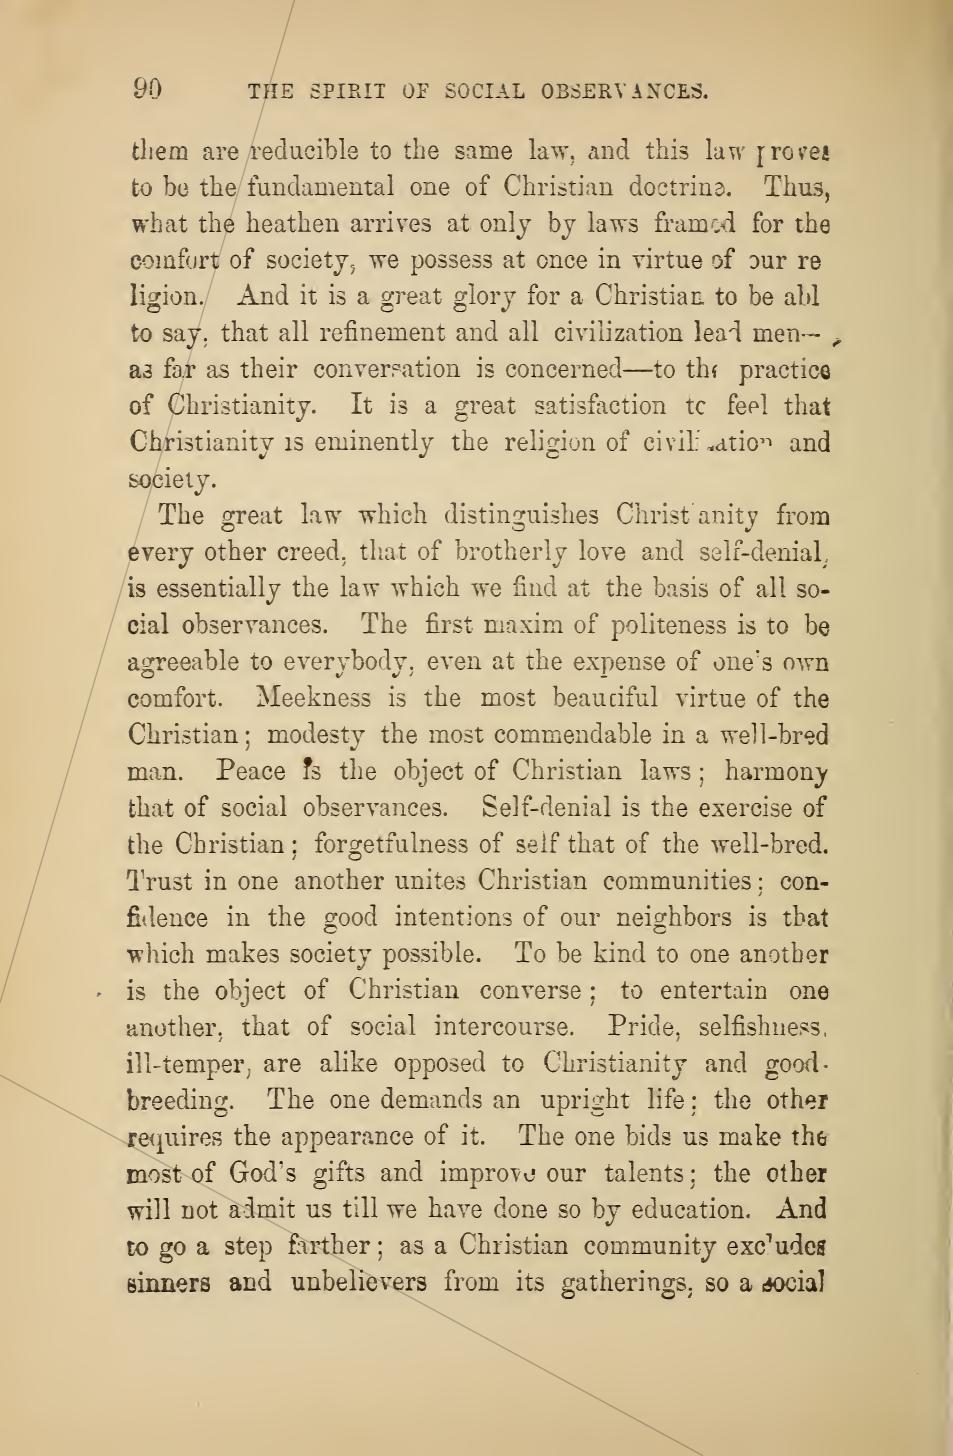 90 THE SPIRIT OF SOCIAL OBSERVANCES.
them are reducible to the same law, and this law proves
to be the fundamental one of Christian doctrine. Thus,
what the heathen arrives at only by laws framed for the
comfort of society, we possess at once in virtue of our re
ligion. And it is a great glory for a Christian to be abl
to say, that all refinement and all civilization lead men—
as far as their conversation is concerned—to the practice
of Christianity. It is a great satisfaction to feel that
Christianity is eminently the religion of civilization and
society.
The great law which distinguishes Christianity from
every other creed, that of brotherly love and self-denial,
is essentially the law which we find at the basis of all so-
cial observances. The first maxim of politeness is to be
agreeable to everybody, even at the expense of one's own
comfort. Meekness is the most beautiful virtue of the
Christian; modesty the most commendable in a well-bred
man. Peace is the object of Christian laws; harmony
that of social observances. Self-denial is the exercise of
the Christian; forgetfulness of self that of the well-bred.
Trust in one another unites Christian communities; con-
fidence in the good intentions of our neighbors is that
which makes society possible. To be kind to one another
is the object of Christian converse; to entertain one
another, that of social intercourse. Pride, selfishness,
ill-temper, are alike opposed to Christianity and good-
breeding. The one demands an upright life; the other
requires the appearance of it. The one bids us make the
most of God's gifts and improve our talents; the other
will not admit us till we have done so by education. And
to go a step farther; as a Christian community excludes
sinners and unbelievers from its gatherings, so a social